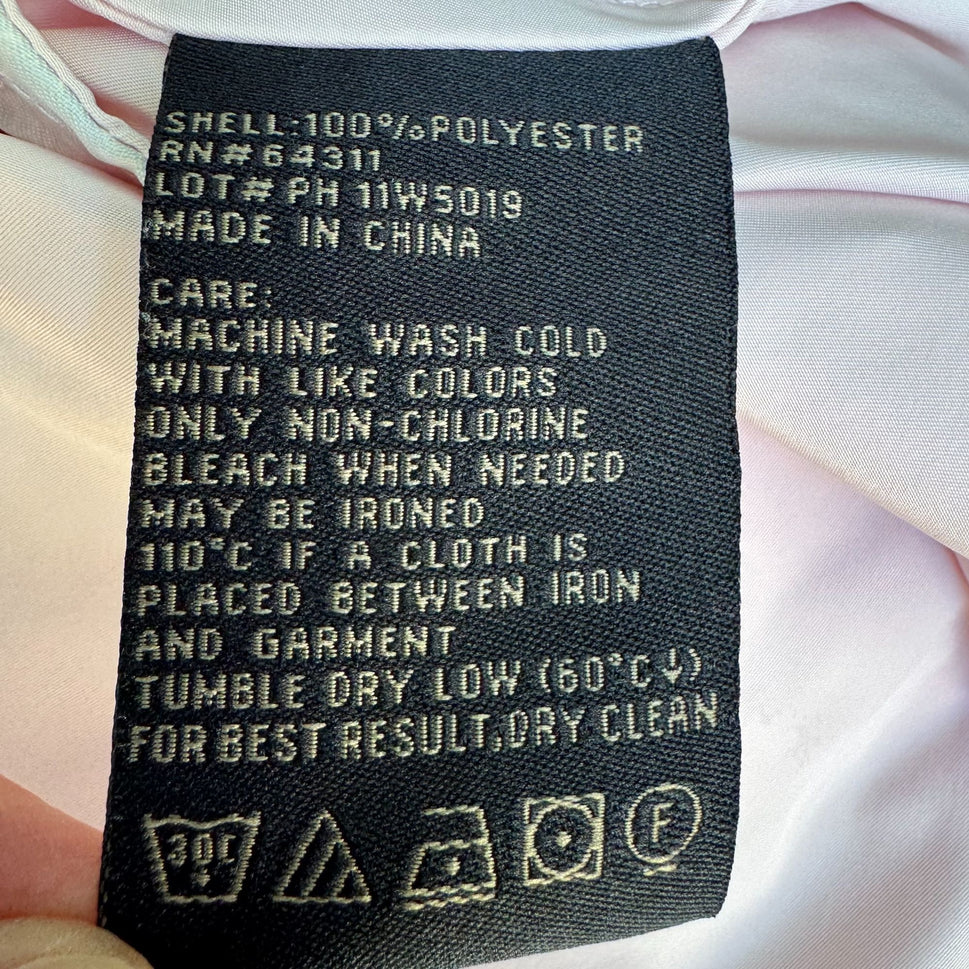 SHELL:100%POLYESTER
RN#64311
LOT# PH 11W5019
MADE IN CHINA
CARE:
MACHINE WASH COLD
WITH LIKE COLORS
ONLY NON-CHLORINE
BLEACH WHEN NEEDED
MAY BE IRONED
110°C IF A CLOTH IS
PLACED BETWEEN IRON
AND GARMENT
TUMBLE DRY LOW (60°C↓)
FOR BEST RESULT,DRY CLEAN
30C F